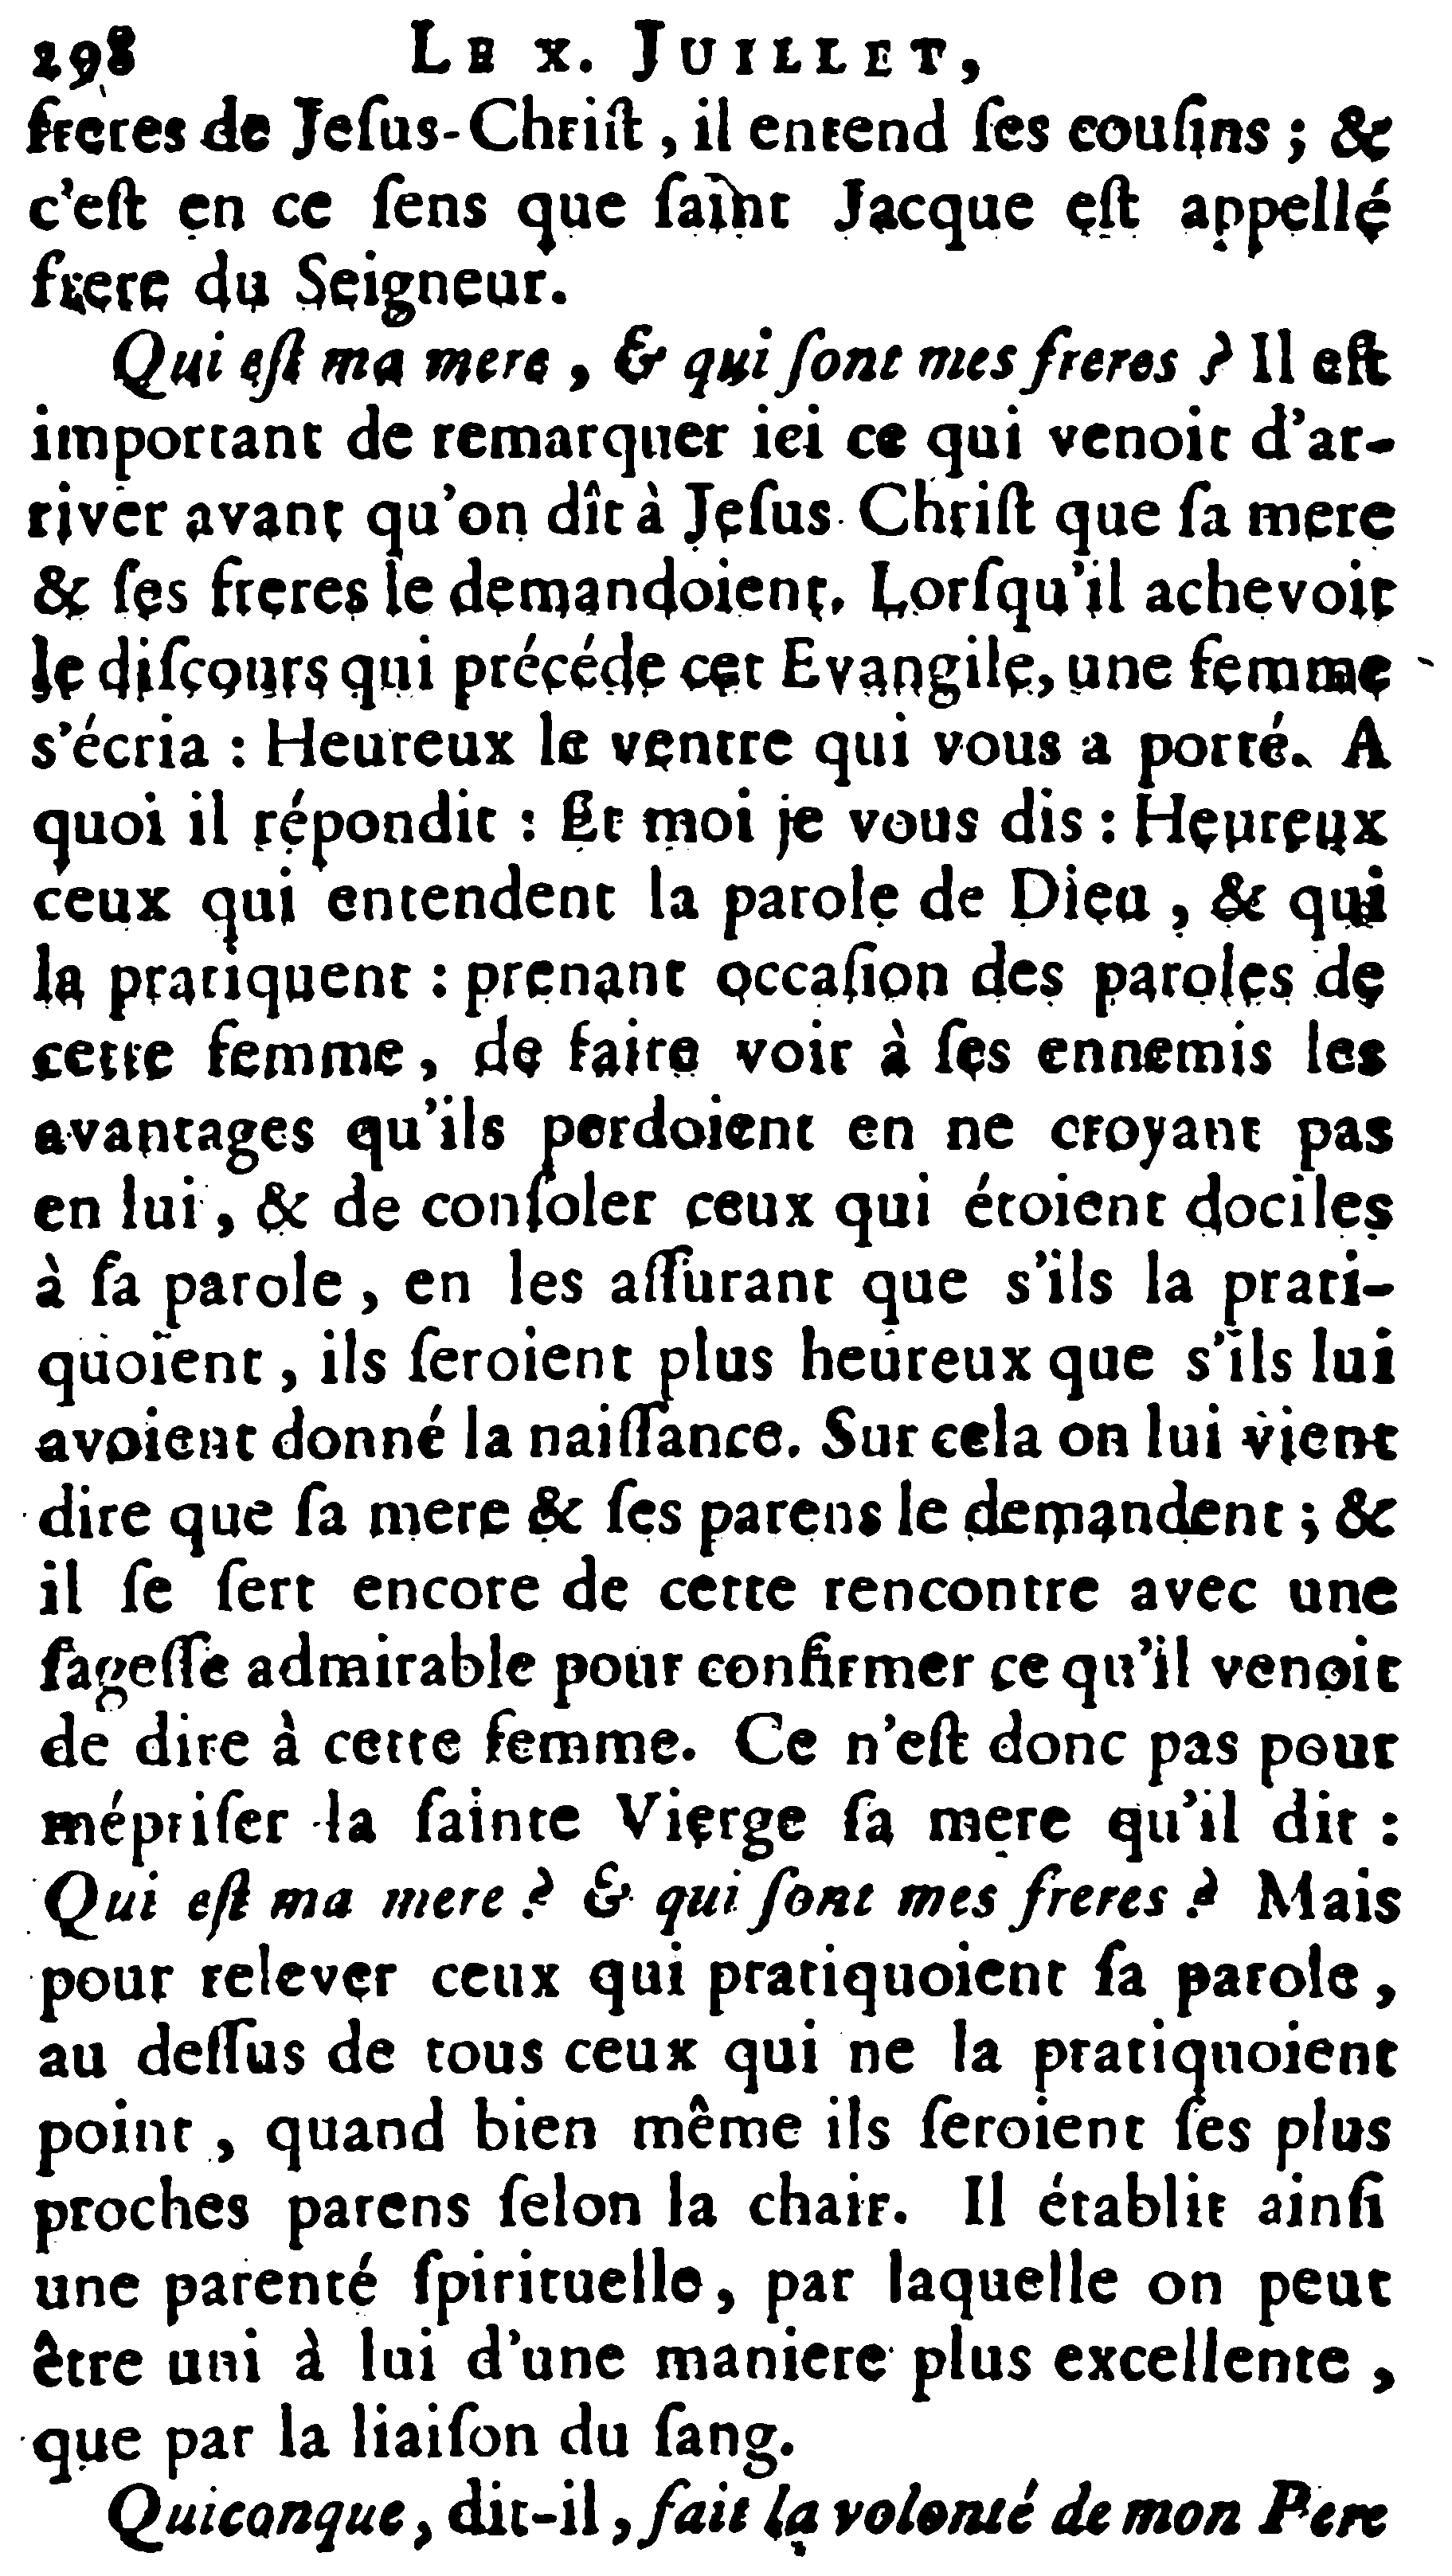 298 LE X. JUILLET,
freres de Jeſus-Chriſt, il entend ſes couſins ; &
c'eſt en ce ſens que ſaint Jacque eſt appellé
frere du Seigneur.
Qui eſt ma mere, & qui ſont mes freres ? Il eſt
important de remarquer ici ce qui venoit d'ar-
river avant qu'on dît à Jeſus Chriſt que ſa mere
& ſes freres le demandoient. Lorſqu'il achevoit
le diſcours qui précéde cet Evangile, une femme
s'écria : Heureux le ventre qui vous a porté. A
quoi il répondit : Et moi je vous dis : Heureux
ceux qui entendent la parole de Dieu, & qui
la pratiquent : prenant occaſion des paroles de
cette femme, de faire voir à ſes ennemis les
avantages qu'ils perdoient en ne croyant pas
en lui, & de conſoler ceux qui étoient dociles
à ſa parole, en les aſſurant que s'ils la prati-
quoient, ils ſeroient plus heureux que s'ils lui
avoient donné la naiſſance. Sur cela on lui vient
dire que ſa mere & ſes parens le demandent ; &
il ſe ſert encore de cette rencontre avec une
ſageſſe admirable pour confirmer ce qu'il venoit
de dire à cette femme. Ce n'eſt donc pas pour
mépriſer la ſainte Vierge ſa mere qu'il dit :
Qui eſt ma mere ? & qui ſont mes freres ? Mais
pour relever ceux qui pratiquoient ſa parole,
au deſſus de tous ceux qui ne la pratiquoient
point, quand bien même ils ſeroient ſes plus
proches parens ſelon la chair. Il établit ainſi
une parenté ſpirituelle, par laquelle on peut
être uni à lui d'une maniere plus excellente,
que par la liaiſon du ſang.
Quiconque, dit-il, fait la volonté de mon Pere